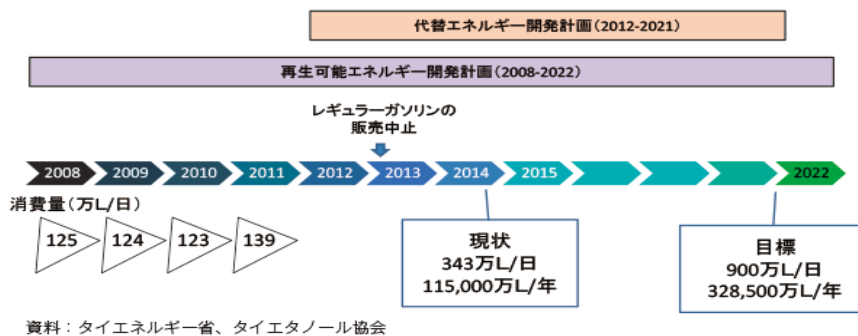 代替エネルギー開発計画(2012-2021)
再生可能エネルギー開発計画(2008-2022)
レギュラーガソリンの
販売中止
2008 2009 2010 2011 2012 2013 2014 2015 2022
消費量(万L/日)
125 124 123 139
現状
343万L/日
115,000万L/年
目標
900万L/日
328,500万L/年
資料：タイエネルギー省、タイエタノール協会